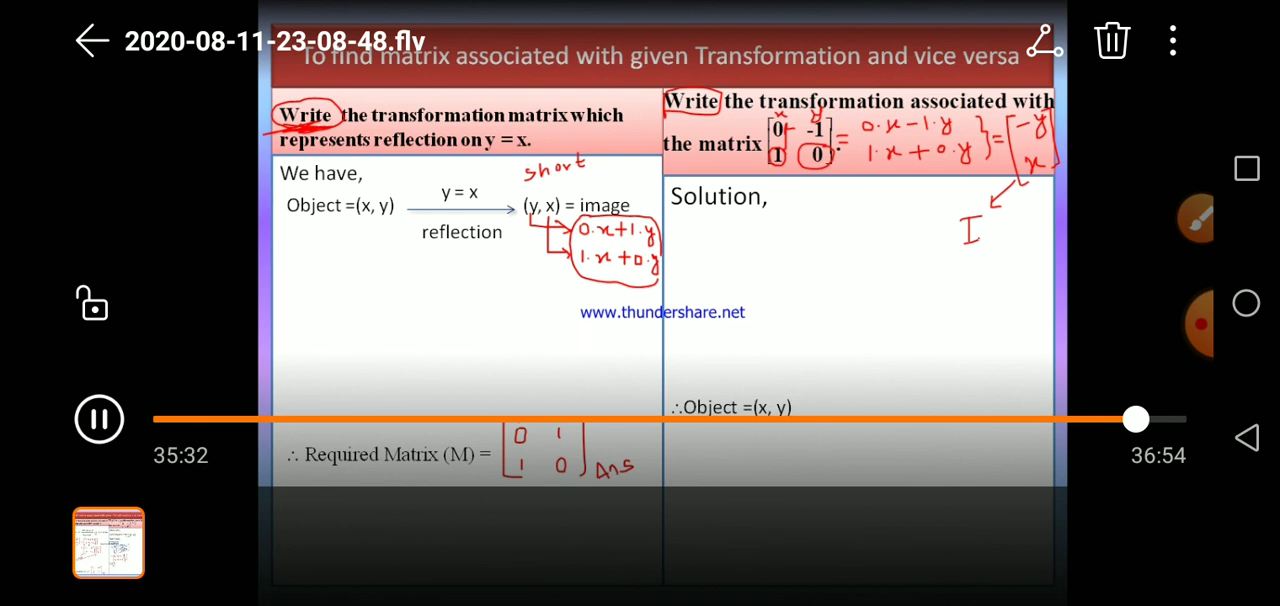 2020-08-11-23-08-48.flv
To find matrix associated with given Transformation and vice versa
Write the transformation matrix which
represents reflection on y = x.
short
We have,
Object =(x, y)
y = x
reflection
(y, x) = image
0.x+1.y
1.x+0.y
∴ Required Matrix (M) =
0 1
1 0
Ans
Write the transformation associated with
x y
the matrix [0 -1
1 0].
= 0.x-1.y
1.x+0.y
} = [-y
x]
I
Solution,
∴Object =(x, y)
www.thundershare.net
35:32
36:54